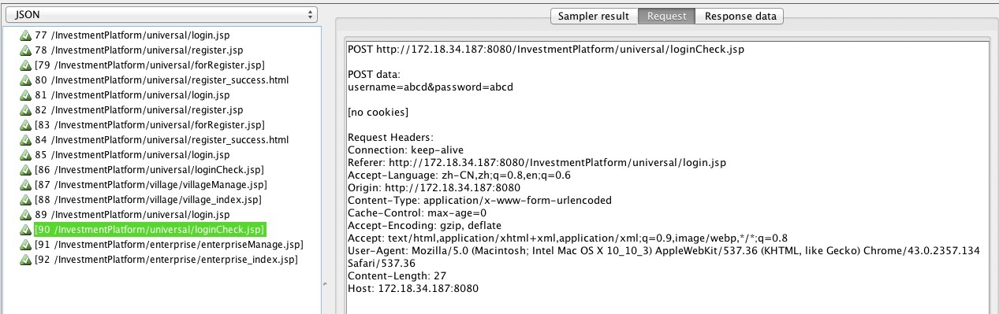 JSON
77 /InvestmentPlatform/universal/login.jsp
78 /InvestmentPlatform/universal/register.jsp
[79 /InvestmentPlatform/universal/forRegister.jsp]
80 /InvestmentPlatform/universal/register_success.html
81 /InvestmentPlatform/universal/login.jsp
82 /InvestmentPlatform/universal/register.jsp
[83 /InvestmentPlatform/universal/forRegister.jsp]
84 /InvestmentPlatform/universal/register_success.html
85 /InvestmentPlatform/universal/login.jsp
[86 /InvestmentPlatform/universal/loginCheck.jsp]
[87 /InvestmentPlatform/village/villageManage.jsp]
[88 /InvestmentPlatform/village/village_index.jsp]
89 /InvestmentPlatform/universal/login.jsp
[90 /InvestmentPlatform/universal/loginCheck.jsp]
[91 /InvestmentPlatform/enterprise/enterpriseManage.jsp]
[92 /InvestmentPlatform/enterprise/enterprise_index.jsp]
Sampler result Request Response data
POST http://172.18.34.187:8080/InvestmentPlatform/universal/loginCheck.jsp
POST data:
username=abcd&password=abcd
[no cookies]
Request Headers:
Connection: keep-alive
Referer: http://172.18.34.187:8080/InvestmentPlatform/universal/login.jsp
Accept-Language: zh-CN,zh;q=0.8,en;q=0.6
Origin: http://172.18.34.187:8080
Content-Type: application/x-www-form-urlencoded
Cache-Control: max-age=0
Accept-Encoding: gzip, deflate
Accept: text/html,application/xhtml+xml,application/xml;q=0.9,image/webp,*/*;q=0.8
User-Agent: Mozilla/5.0 (Macintosh; Intel Mac OS X 10_10_3) AppleWebKit/537.36 (KHTML, like Gecko) Chrome/43.0.2357.134
Safari/537.36
Content-Length: 27
Host: 172.18.34.187:8080